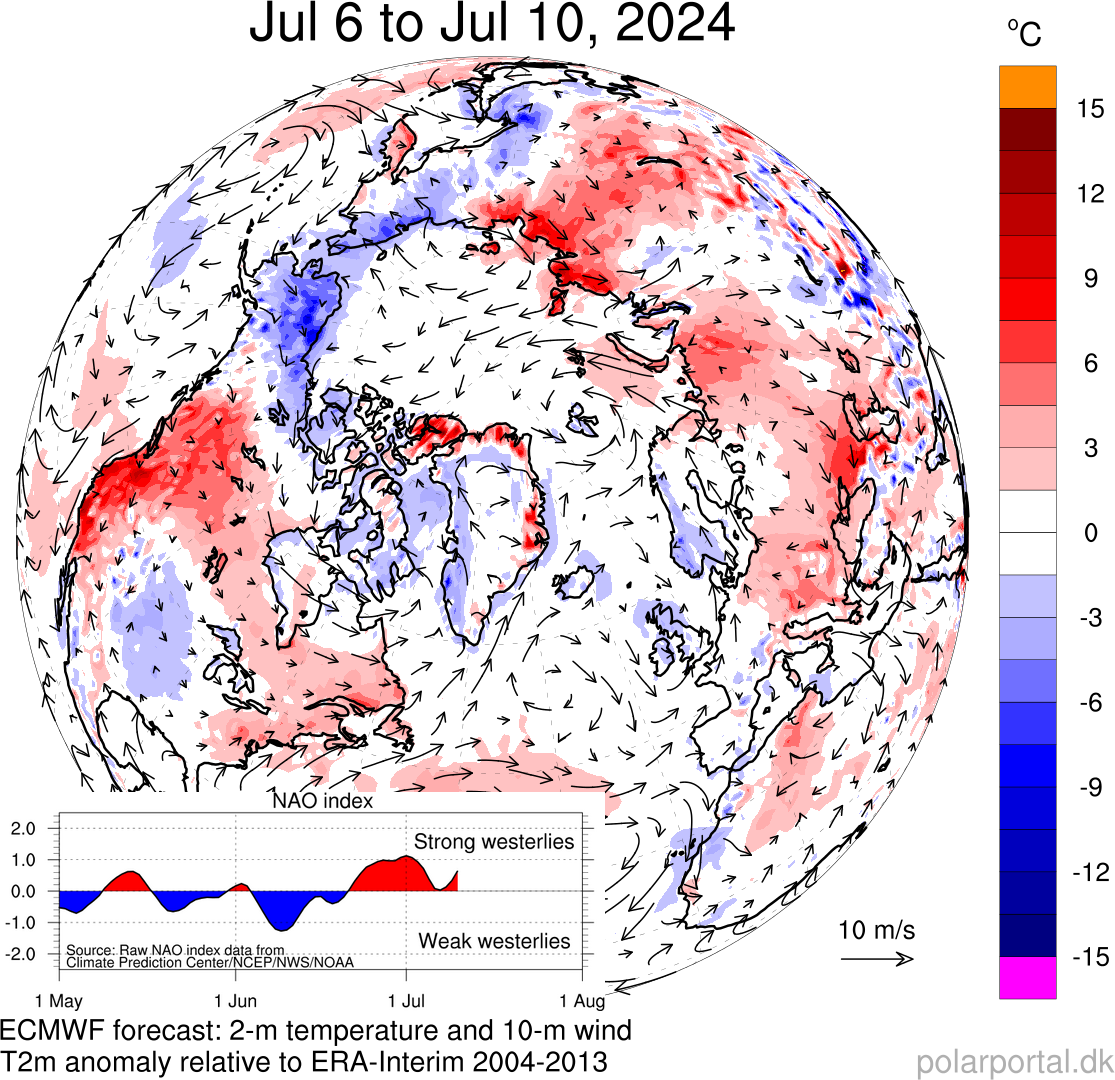 Jul 6 to Jul 10, 2024
°C
15
12
9
6
3
0
-3
-6
-9
-12
-15
10 m/s
NAO index
2.0
1.0
0.0
-1.0
-2.0
Strong westerlies
Weak westerlies
Source: Raw NAO index data from
Climate Prediction Center/NCEP/NWS/NOAA
1 May
1 Jun
1 Jul
1 Aug
ECMWF forecast: 2-m temperature and 10-m wind
T2m anomaly relative to ERA-Interim 2004-2013
polarportal.dk